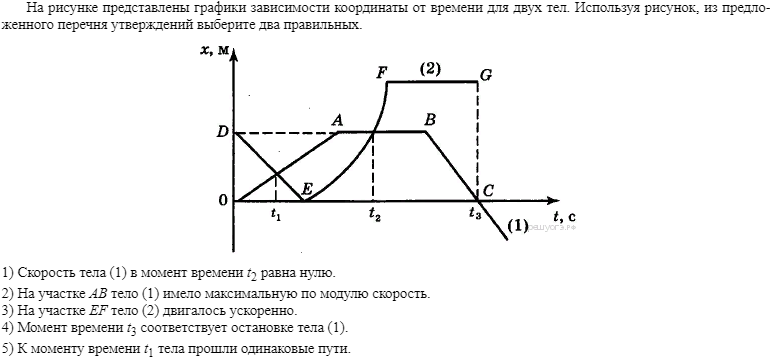 На рисунке представлены графики зависимости координаты от времени для двух тел. Используя рисунок, из предло-
женного перечня утверждений выберите два правильных.
x, м
F (2) G
D A B
E C
0 t₁ t₂ t₃ t, с
(1) РЕШУОГЭ.РФ
1) Скорость тела (1) в момент времени t₂ равна нулю.
2) На участке AB тело (1) имело максимальную по модулю скорость.
3) На участке EF тело (2) двигалось ускоренно.
4) Момент времени t₃ соответствует остановке тела (1).
5) К моменту времени t₁ тела прошли одинаковые пути.